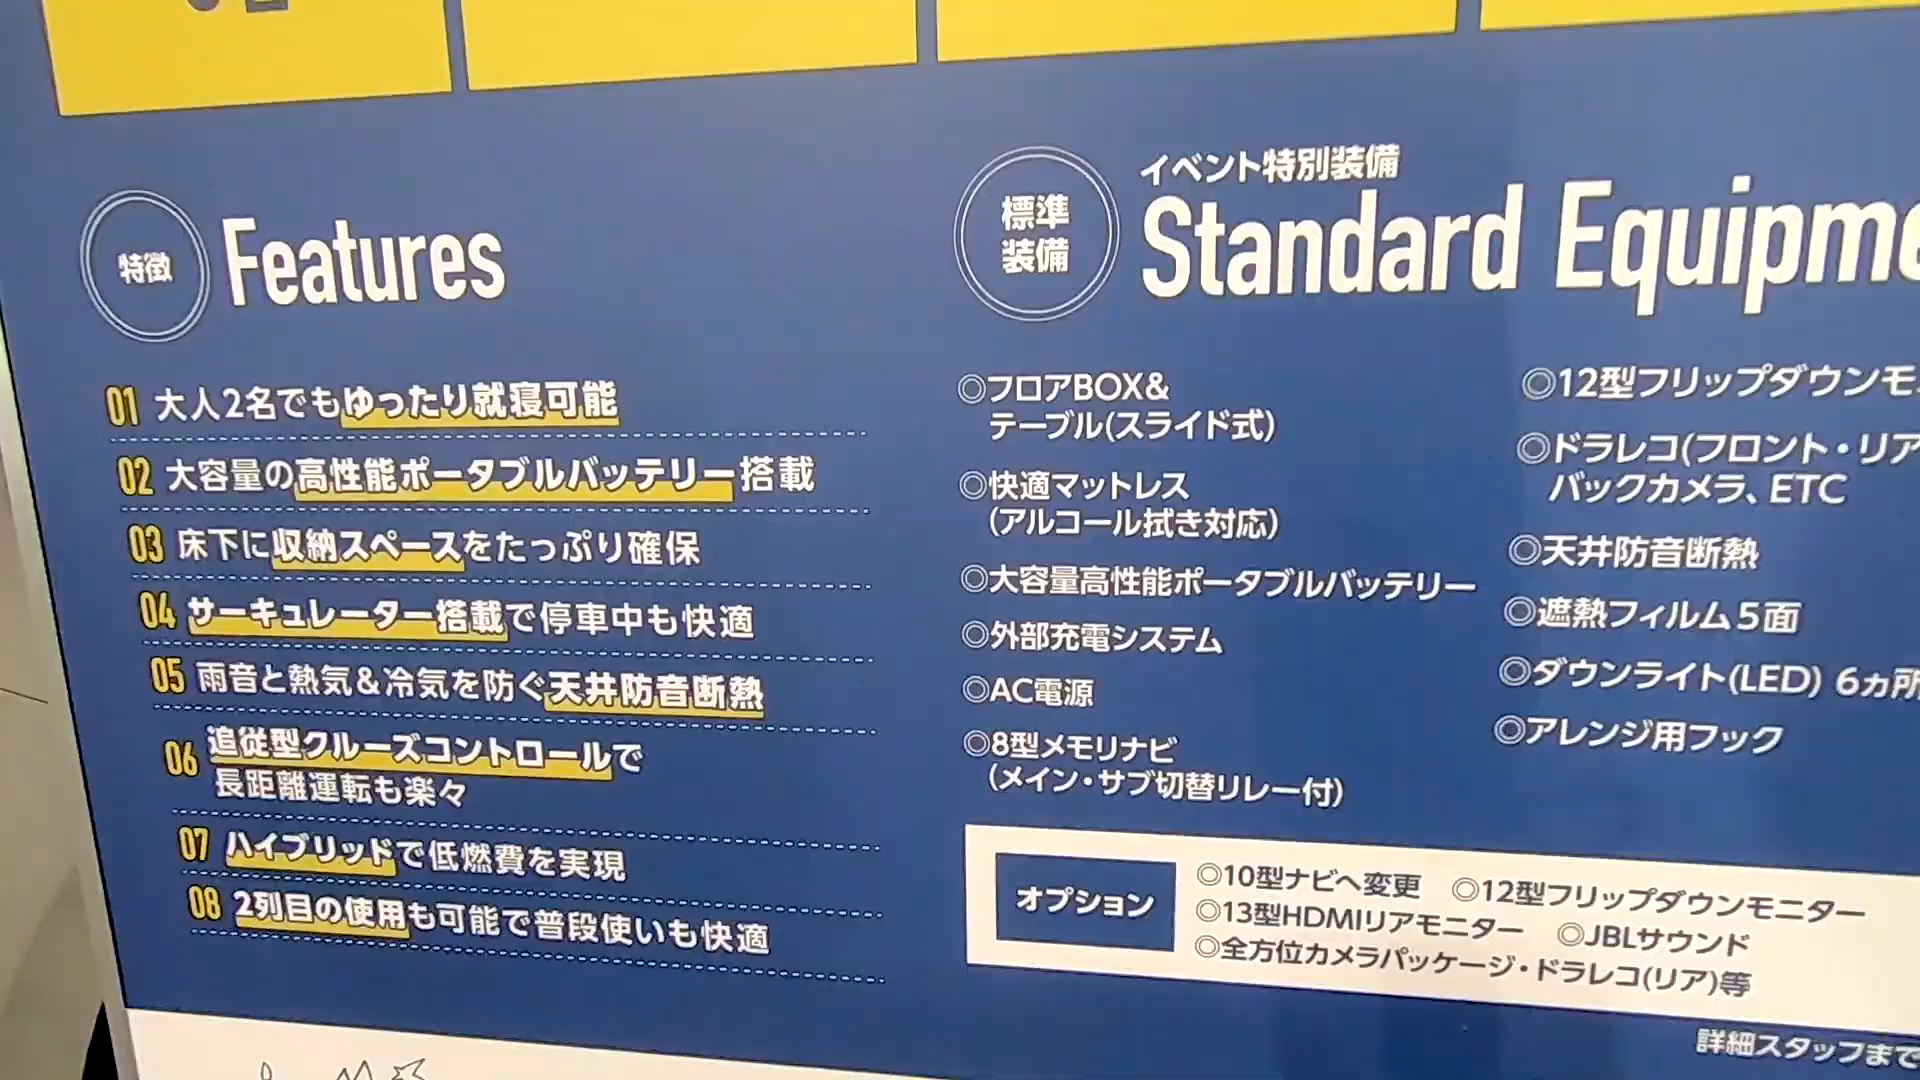 特徴
Features
01 大人2名でもゆったり就寝可能
02 大容量の高性能ポータブルバッテリー搭載
03 床下に収納スペースをたっぷり確保
04 サーキュレーター搭載で停車中も快適
05 雨音と熱気&冷気を防ぐ天井防音断熱
06 追従型クルーズコントロールで
長距離運転も楽々
07 ハイブリッドで低燃費を実現
08 2列目の使用も可能で普段使いも快適
標準
装備
イベント特別装備
Standard Equipme
◎フロアBOX&
テーブル(スライド式)
◎快適マットレス
(アルコール拭き対応)
◎大容量高性能ポータブルバッテリー
◎外部充電システム
◎AC電源
◎8型メモリナビ
(メイン・サブ切替リレー付)
◎12型フリップダウンモ
◎ドラレコ(フロント・リア
バックカメラ、ETC
◎天井防音断熱
◎遮熱フィルム5面
◎ダウンライト(LED) 6ヵ所
◎アレンジ用フック
オプション
◎10型ナビへ変更 ◎12型フリップダウンモニター
◎13型HDMIリアモニター ◎JBLサウンド
◎全方位カメラパッケージ・ドラレコ(リア)等
詳細スタッフまで